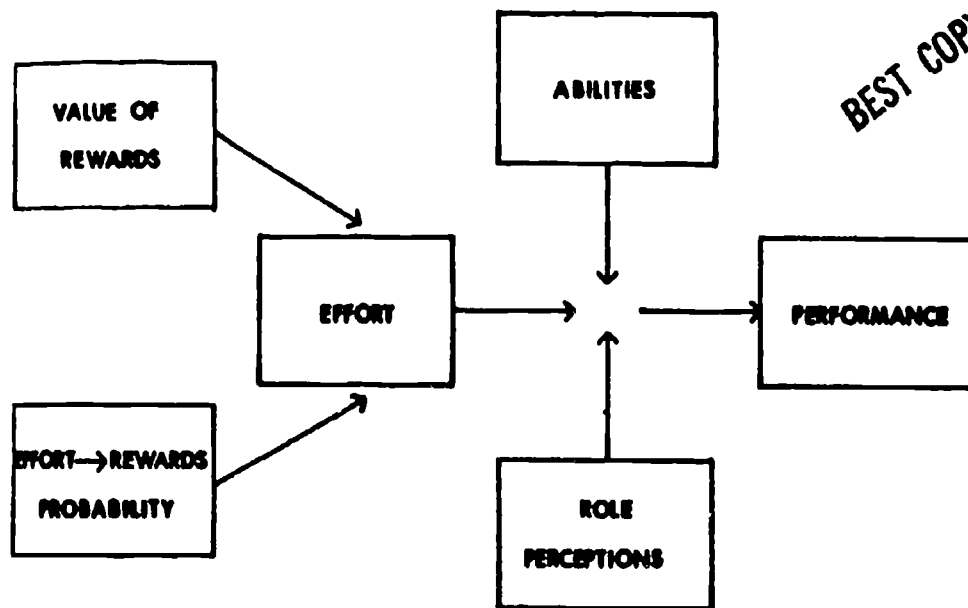 BEST COPY
VALUE OF
REWARDS
ABILITIES
EFFORT
PERFORMANCE
EFFORT→REWARDS
PROBABILITY
ROLE
PERCEPTIONS